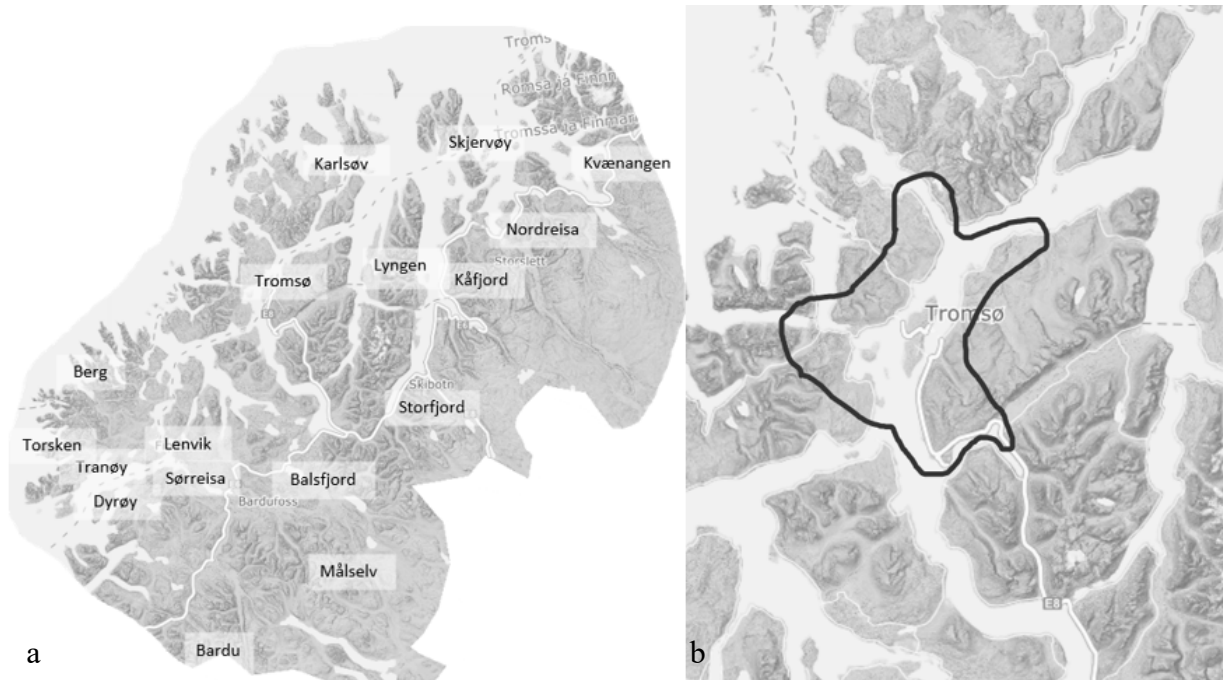 Troms
Romsa ja Finnm
Tromssa ja Finmar
Skjervøy
Karlsøv
Kvænangen
Nordreisa
Storslett
Lyngen
Tromsø
Kåfjord
E8
Berg
Skibotn
Storfjord
Torsken
Lenvik
Tranøy
Sørreisa
Balsfjord
Dyrøy
Bardufoss
Målselv
Bardu
a
Tromsø
E8
b